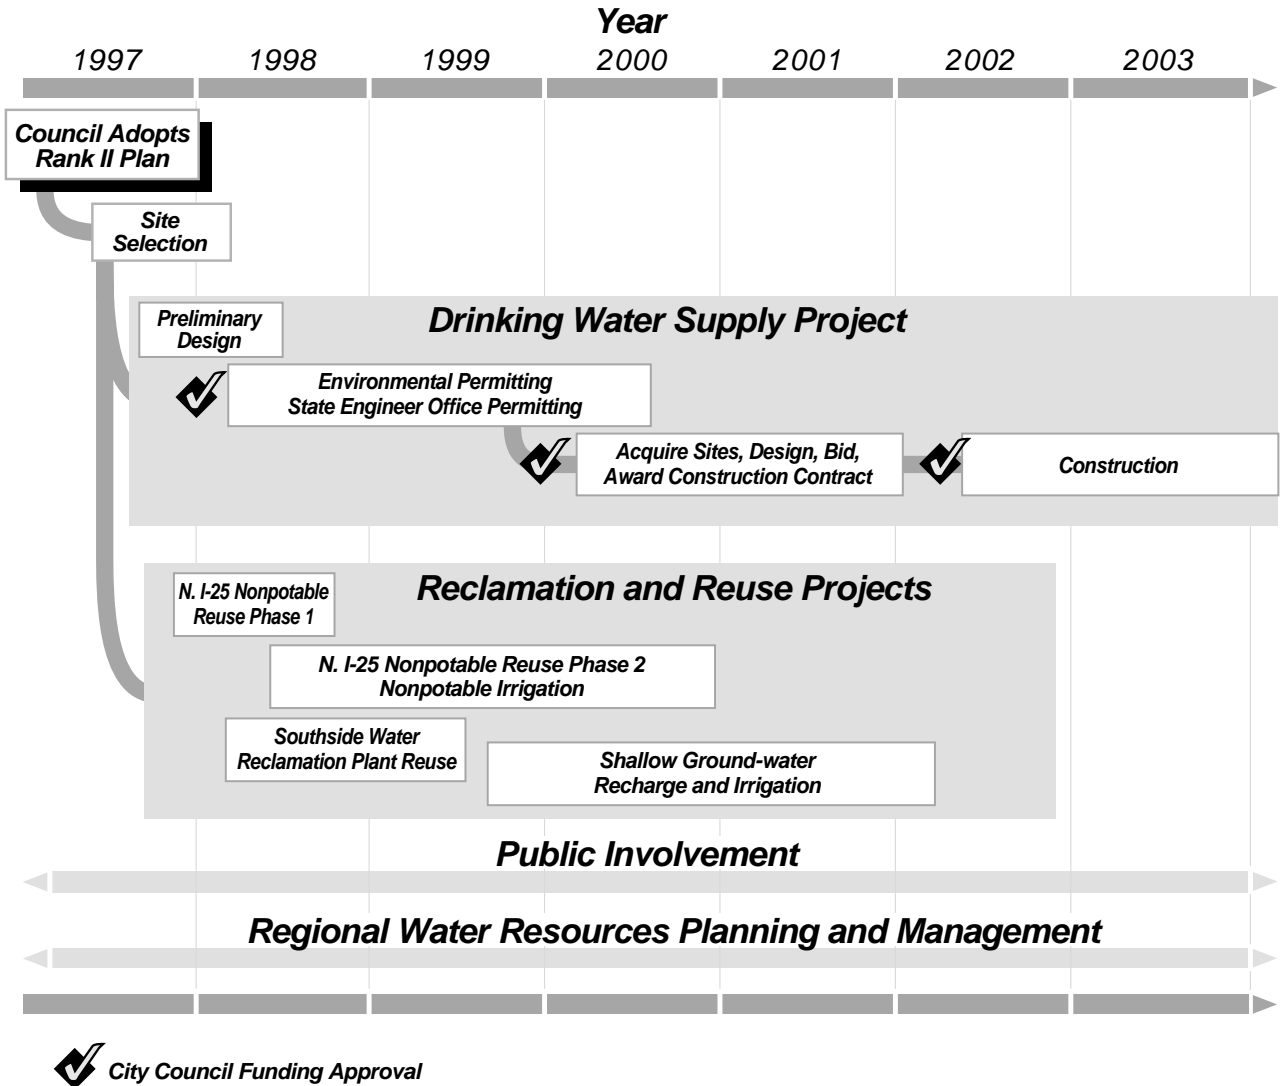 Year
1997 1998 1999 2000 2001 2002 2003
Council Adopts
Rank II Plan
Site
Selection
Drinking Water Supply Project
Preliminary
Design
Environmental Permitting
State Engineer Office Permitting
Acquire Sites, Design, Bid,
Award Construction Contract
Construction
Reclamation and Reuse Projects
N. I-25 Nonpotable
Reuse Phase 1
N. I-25 Nonpotable Reuse Phase 2
Nonpotable Irrigation
Southside Water
Reclamation Plant Reuse
Shallow Ground-water
Recharge and Irrigation
Public Involvement
Regional Water Resources Planning and Management
City Council Funding Approval